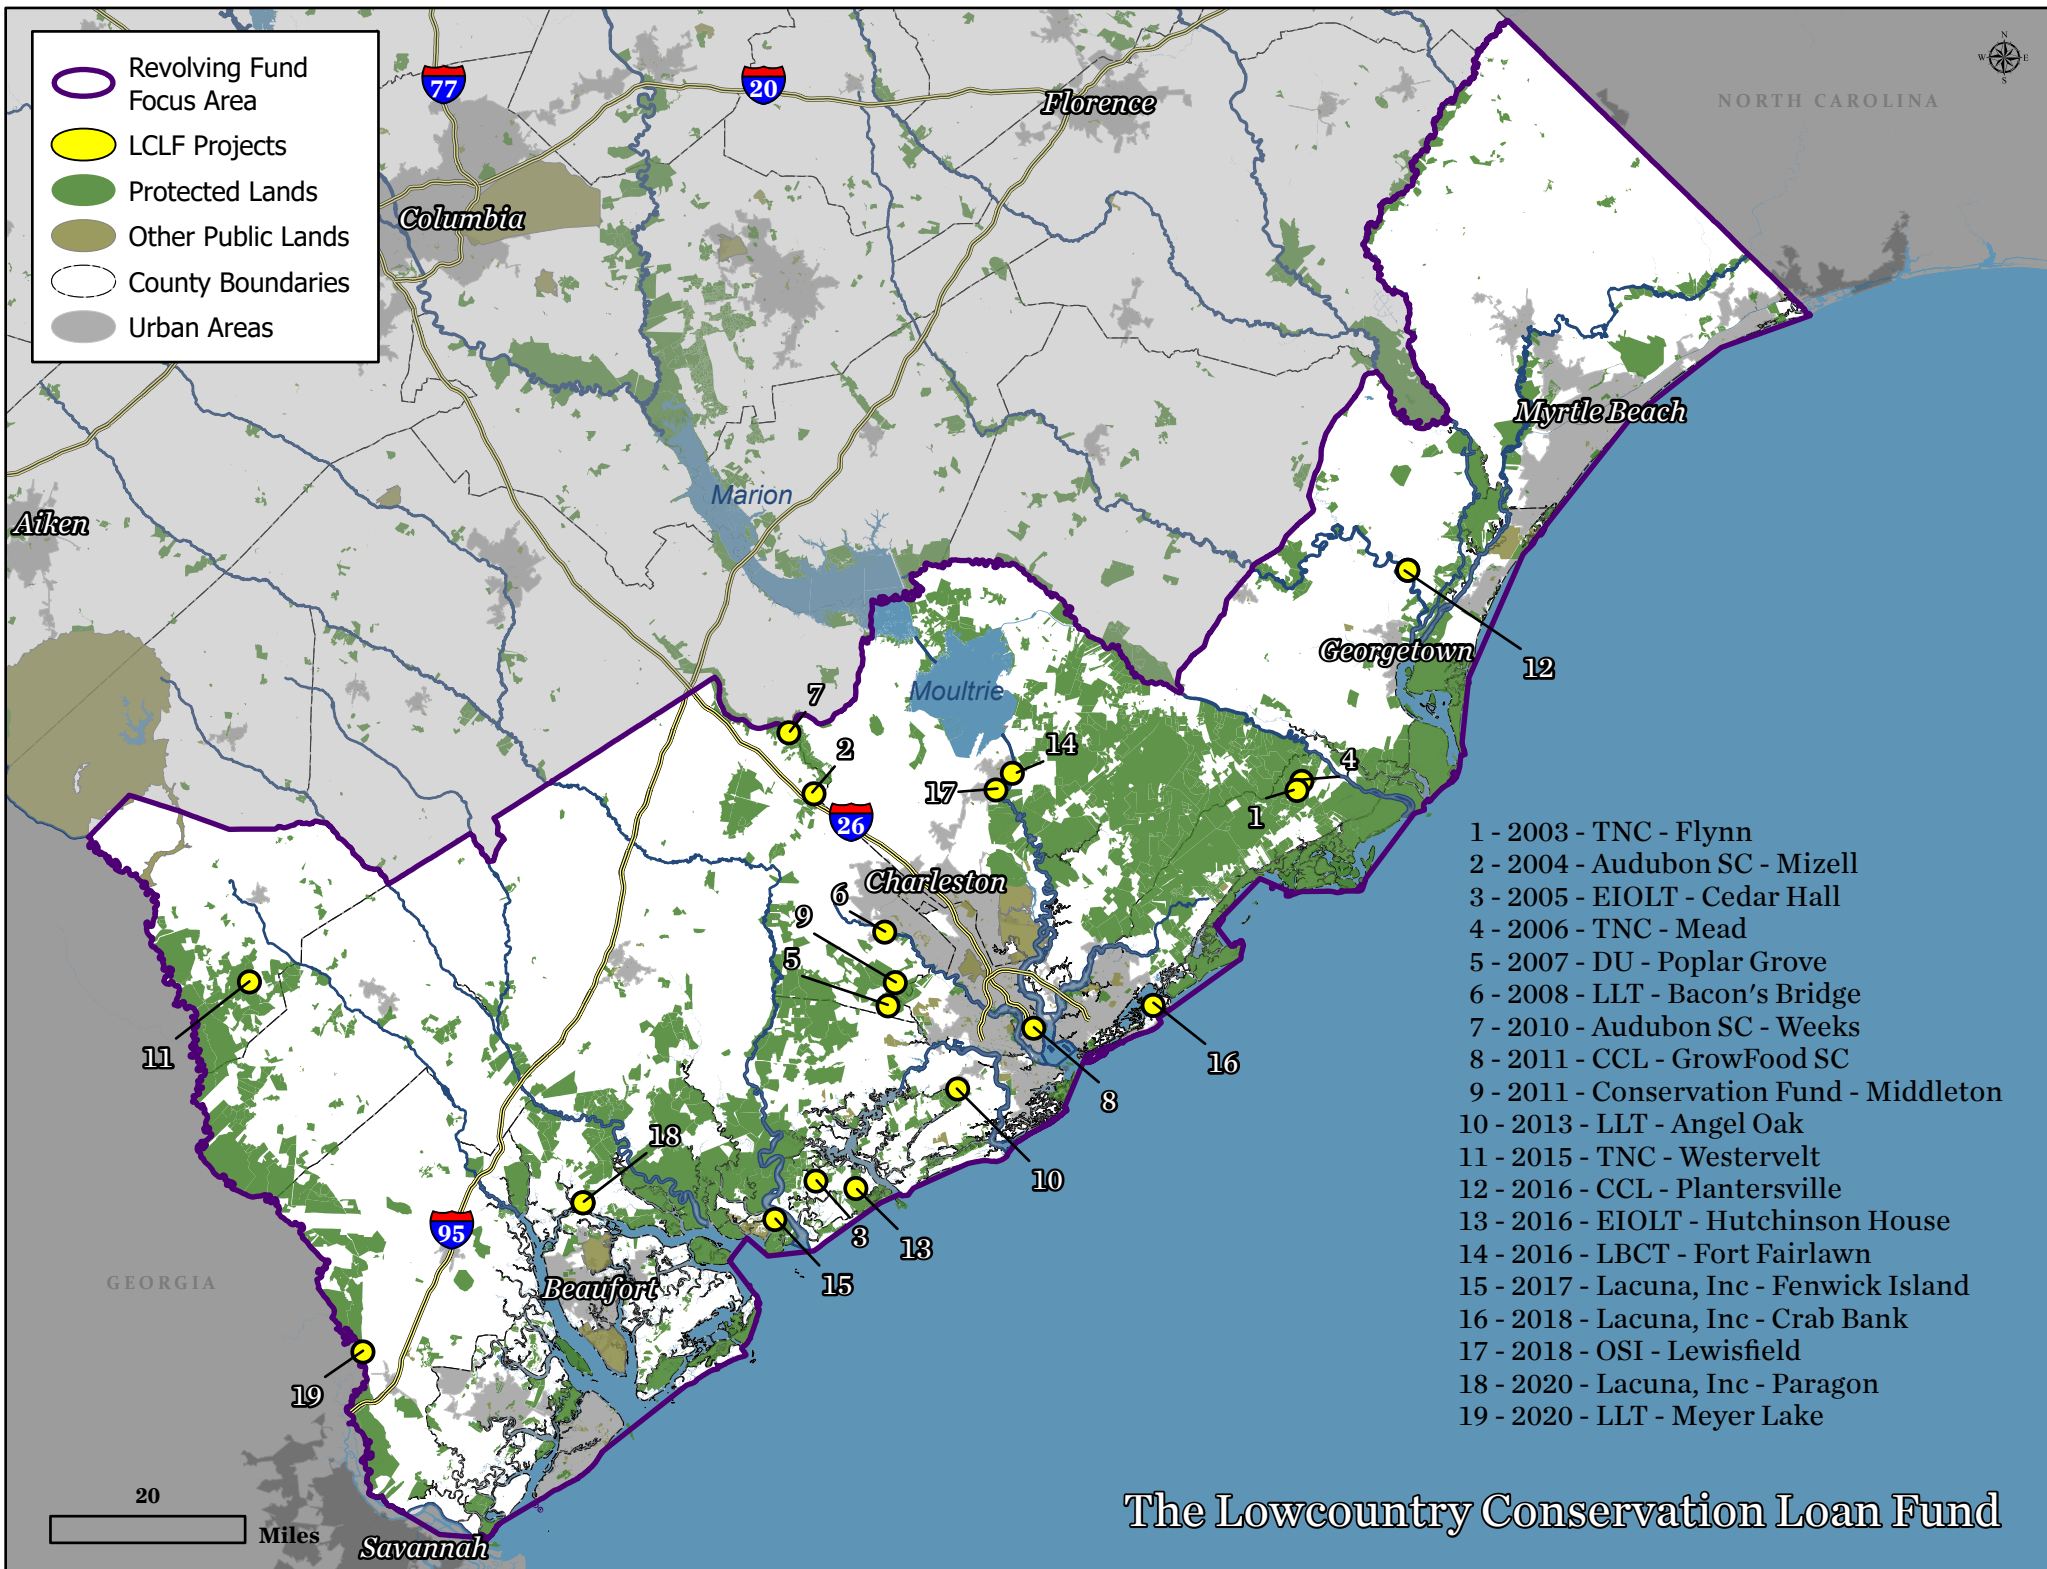 Revolving Fund
Focus Area
LCLF Projects
Protected Lands
Other Public Lands
County Boundaries
Urban Areas
77
20
Florence
N
W E
S
NORTH CAROLINA
Columbia
Myrtle Beach
Marion
Aiken
Georgetown
12
Moultrie
7
2
14
4
17
1
26
Charleston
6
9
5
11
16
8
18
10
3
13
95
15
GEORGIA
Beaufort
19
1 - 2003 - TNC - Flynn
2 - 2004 - Audubon SC - Mizell
3 - 2005 - EIOLT - Cedar Hall
4 - 2006 - TNC - Mead
5 - 2007 - DU - Poplar Grove
6 - 2008 - LLT - Bacon's Bridge
7 - 2010 - Audubon SC - Weeks
8 - 2011 - CCL - GrowFood SC
9 - 2011 - Conservation Fund - Middleton
10 - 2013 - LLT - Angel Oak
11 - 2015 - TNC - Westervelt
12 - 2016 - CCL - Plantersville
13 - 2016 - EIOLT - Hutchinson House
14 - 2016 - LBCT - Fort Fairlawn
15 - 2017 - Lacuna, Inc - Fenwick Island
16 - 2018 - Lacuna, Inc - Crab Bank
17 - 2018 - OSI - Lewisfield
18 - 2020 - Lacuna, Inc - Paragon
19 - 2020 - LLT - Meyer Lake
20
Miles
Savannah
The Lowcountry Conservation Loan Fund